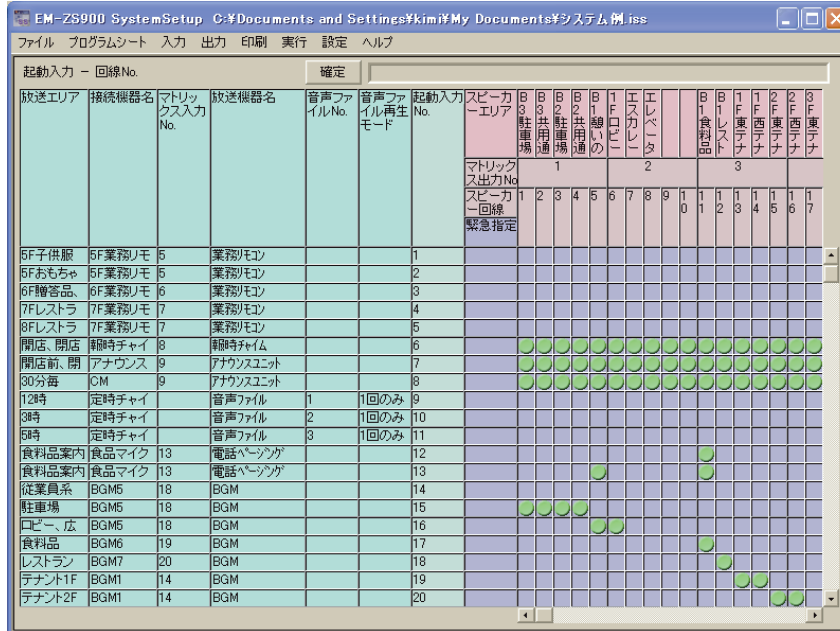 EM-ZS900 SystemSetup C:¥Documents and Settings¥kimi¥My Documents¥システム例.iss
ファイル プログラムシート 入力 出力 印刷 実行 設定 ヘルプ
起動入力 - 回線No. 確定
放送エリア 接続機器名 マトリックス入力No. 放送機器名 音声ファイルNo. 音声ファイル再生モード 起動入力No. スピーカーエリア B3駐車場 B3共用通 B2駐車場 B2共用通 B1憩いの 1Fロビー エスカレー エレベータ B1食料品 B1レスト 1F東テナ 1F西テナ 2F東テナ 2F西テナ 3F東テナ
マトリックス出力No 1 2 3
スピーカー回線 1 2 3 4 5 6 7 8 9 10 11 12 13 14 15 16 17
緊急指定
5F子供服 5F業務リモ 5 業務リモコン 1
5Fおもちゃ 5F業務リモ 5 業務リモコン 2
6F贈答品、 6F業務リモ 6 業務リモコン 3
7Fレストラ 7F業務リモ 7 業務リモコン 4
8Fレストラ 7F業務リモ 7 業務リモコン 5
開店、閉店 報時チャイ 8 報時チャイム 6
開店前、閉 アナウンス 9 アナウンスユニット 7
30分毎 CM 9 アナウンスユニット 8
12時 定時チャイ 音声ファイル 1 1回のみ 9
3時 定時チャイ 音声ファイル 2 1回のみ 10
5時 定時チャイ 音声ファイル 3 1回のみ 11
食料品案内 食品マイク 13 電話ページング 12
食料品案内 食品マイク 13 電話ページング 13
従業員系 BGM5 18 BGM 14
駐車場 BGM5 18 BGM 15
ロビー、広 BGM5 18 BGM 16
食料品 BGM6 19 BGM 17
レストラン BGM7 20 BGM 18
テナント1F BGM1 14 BGM 19
テナント2F BGM1 14 BGM 20